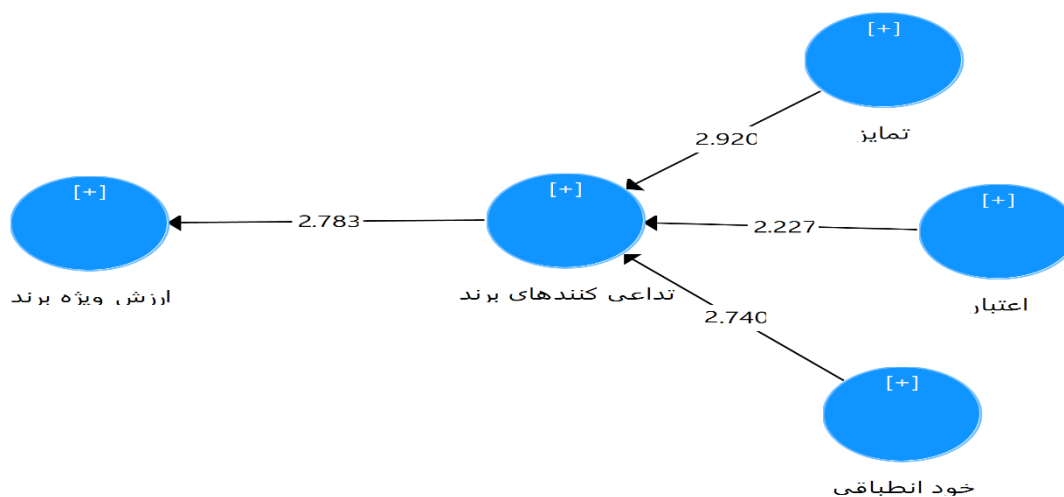 [+]
تمایز
2.920
[+]
[+]
[+]
2.783
2.227
ارزش ویژه برند
تداعی کنندهای برند
اعتبار
2.740
[+]
خود انطباقی